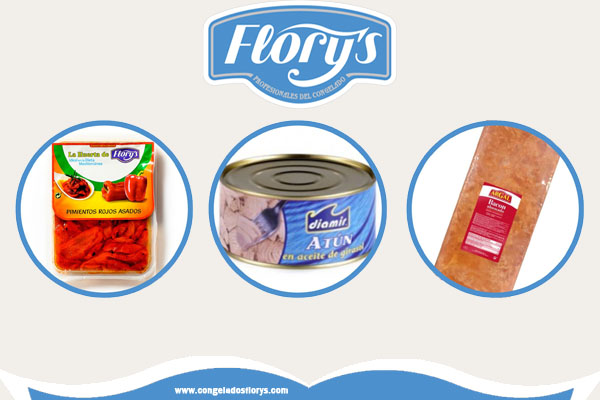 Flory's
PROFESIONALES DEL CONGELADO
La Huerta de
Flory's
PIMIENTOS ROJOS ASADOS
diamir
ATUN
en aceite de girasol
ARGAL
Bacon
www.congeladosflorys.com